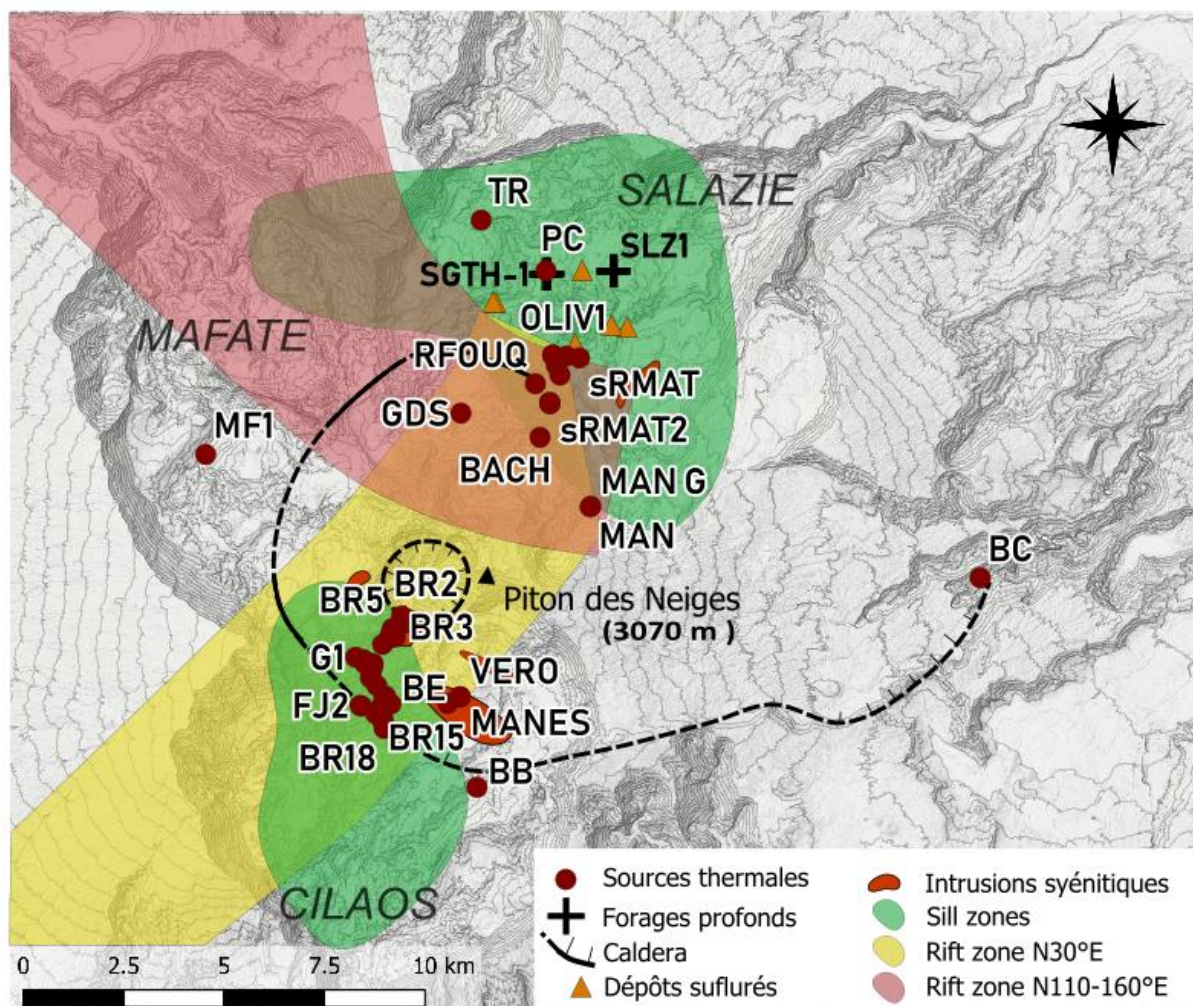 TR
SALAZIE
PC
SLZ1
SGTH-1
OLIV1
MAFATE
RFOUQ
sRMAT
GDS
MF1
sRMAT2
BACH
MAN G
MAN
BC
BR2
BR5
Piton des Neiges
(3070 m )
BR3
G1
VERO
BE
FJ2
MANES
BR15
BR18
BB
CILAOS
0 2.5 5 7.5 10 km
Sources thermales
Forages profonds
Caldera
Dépôts suflurés
Intrusions syénitiques
Sill zones
Rift zone N30°E
Rift zone N110-160°E